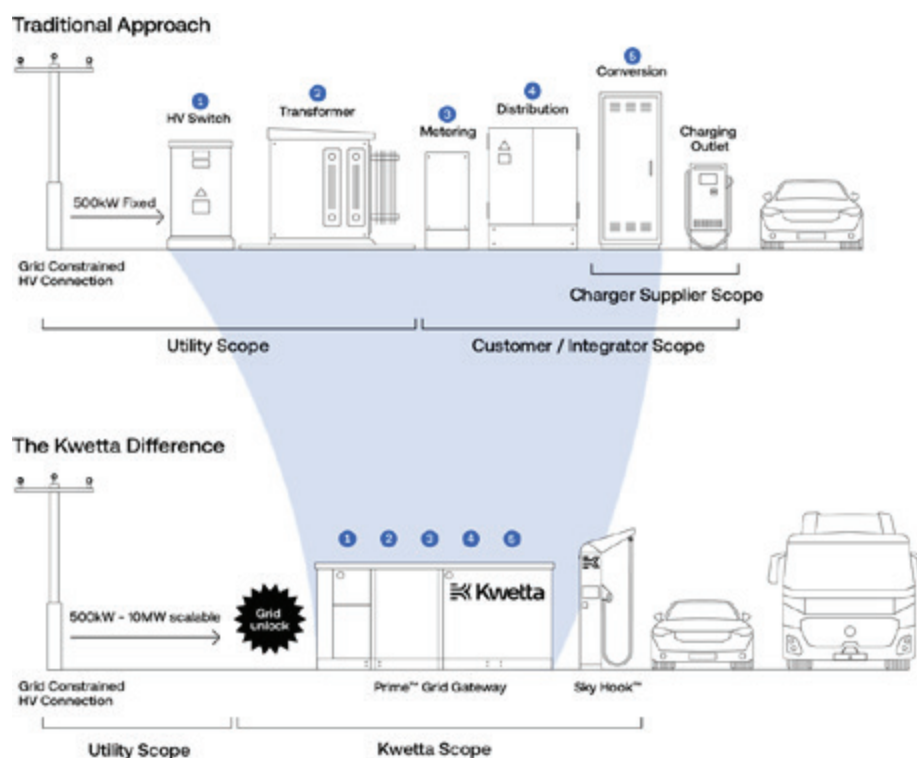 Traditional Approach
1
HV Switch
2
Transformer
3
Metering
4
Distribution
5
Conversion
Charging
Outlet
500kW Fixed
Grid Constrained
HV Connection
Charger Supplier Scope
Utility Scope
Customer / Integrator Scope
The Kwetta Difference
1
2
3
4
5
500kW - 10MW scalable
Grid
unlock
Kwetta
Grid Constrained
HV Connection
Prime™ Grid Gateway
Sky Hook™
Utility Scope
Kwetta Scope